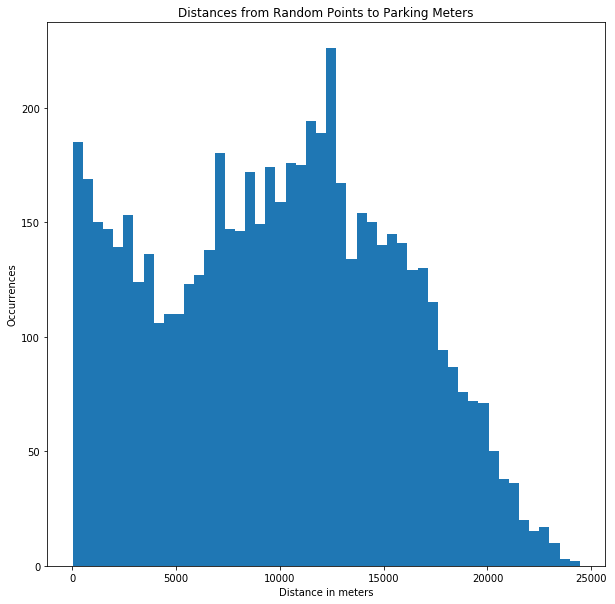 Distances from Random Points to Parking Meters
200
150
100
50
0
Occurrences
0 5000 10000 15000 20000 25000
Distance in meters